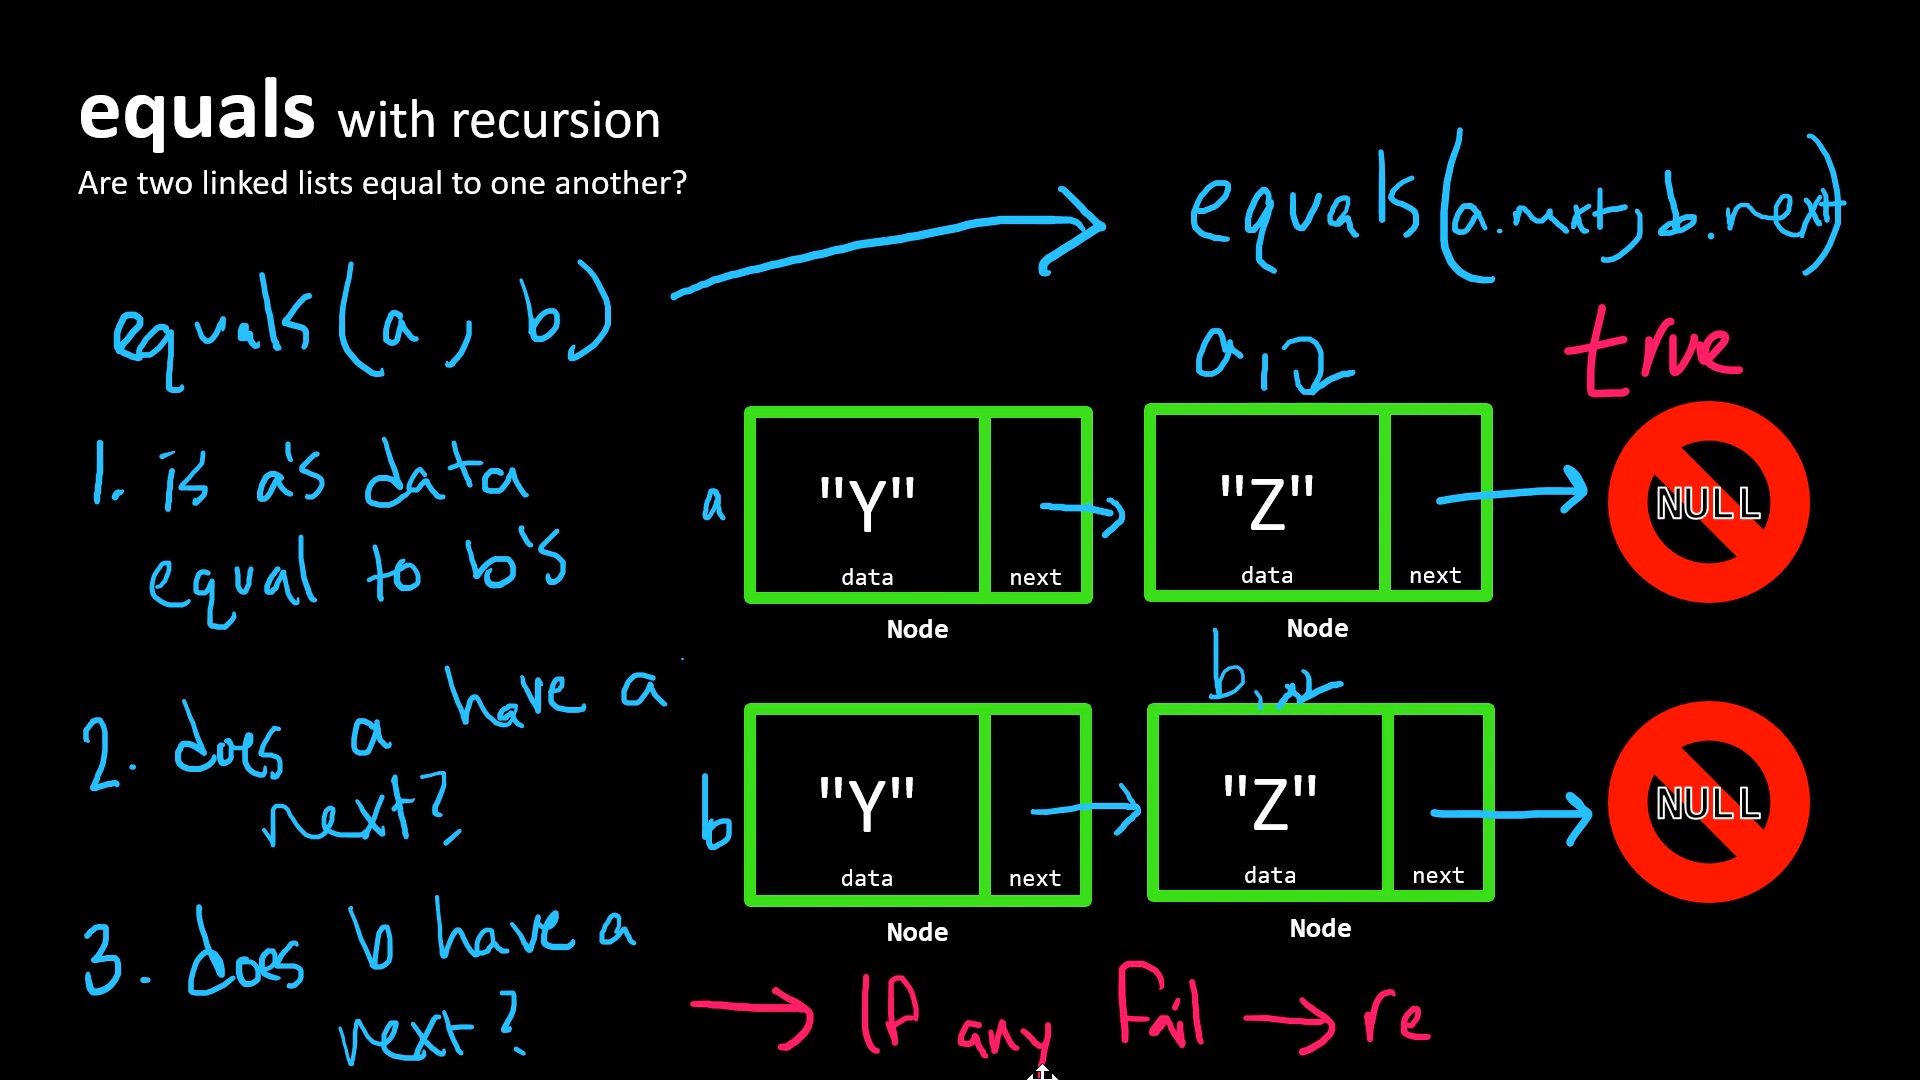 equals with recursion
Are two linked lists equal to one another?
equals(a, b)
equals(a.next, b.next)
1. is a's data
equal to b's
2. does a have a
next?
3. does b have a
next?
true
a
"Y"
data
next
Node
"Z"
data
next
Node
NULL
b
"Y"
data
next
Node
"Z"
data
next
Node
NULL
If any Fail → re